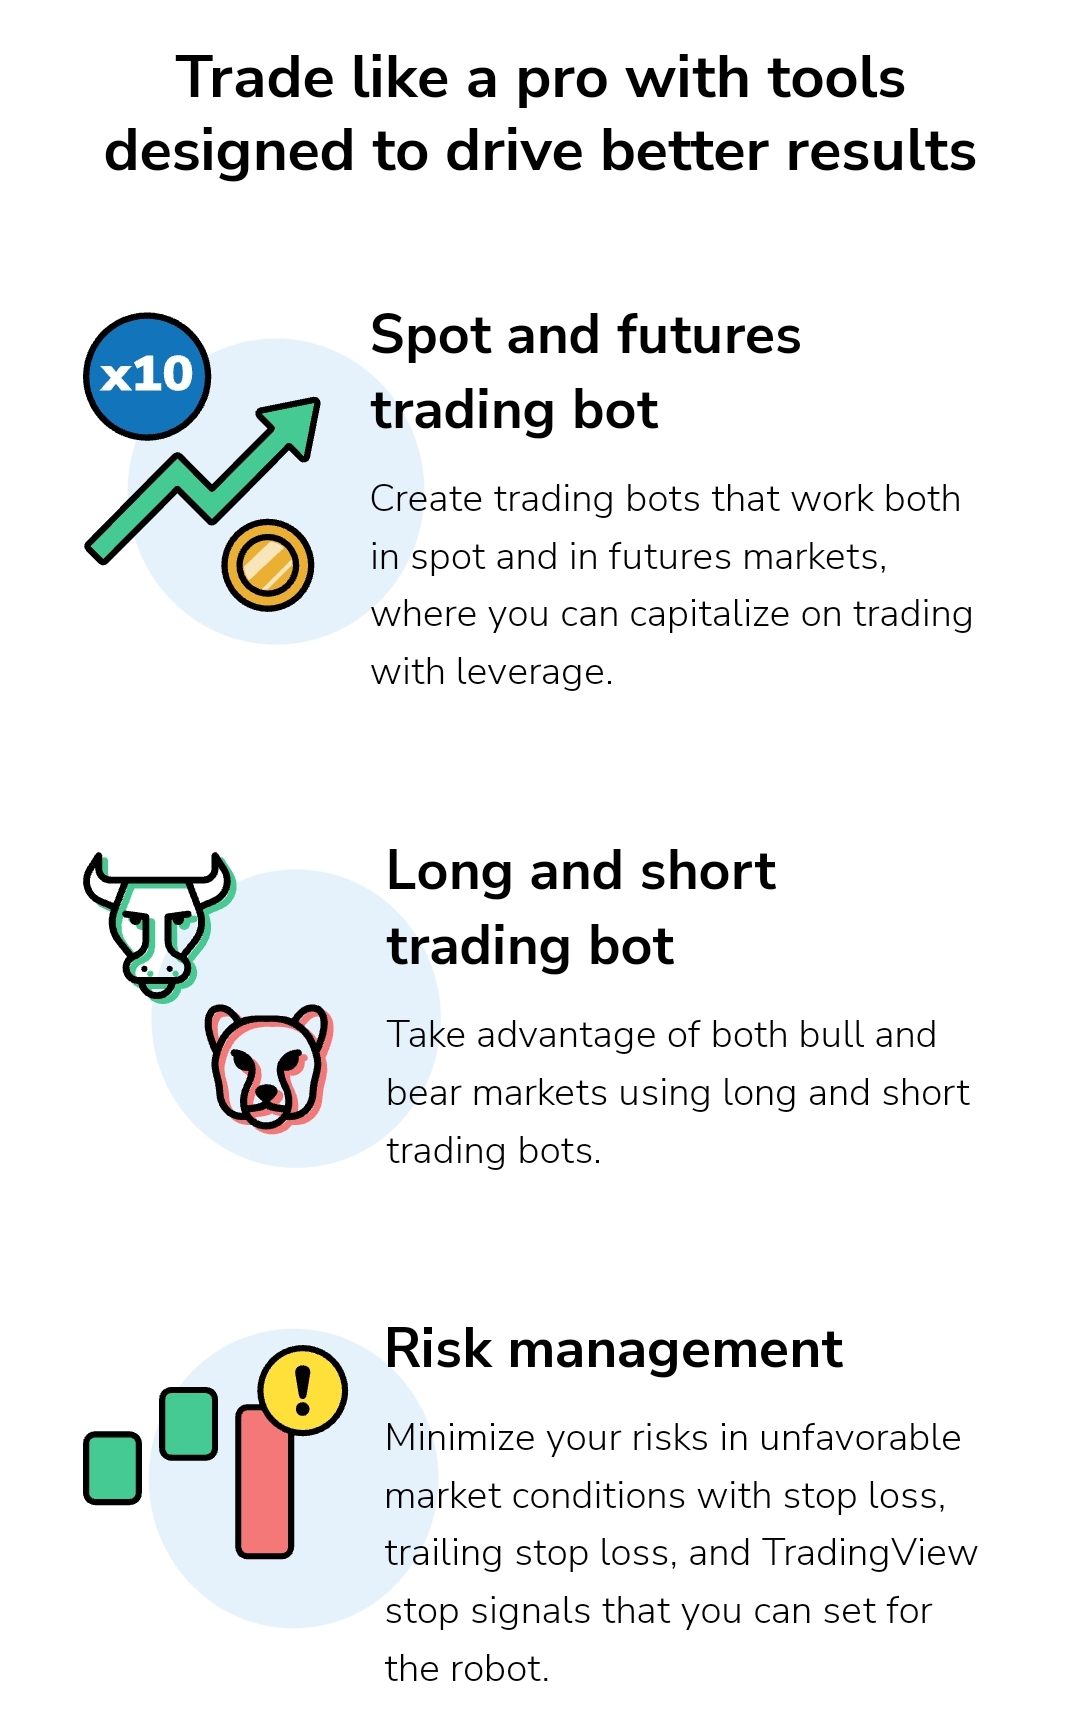 Trade like a pro with tools
designed to drive better results
x10
Spot and futures
trading bot
Create trading bots that work both
in spot and in futures markets,
where you can capitalize on trading
with leverage.
Long and short
trading bot
Take advantage of both bull and
bear markets using long and short
trading bots.
!
Risk management
Minimize your risks in unfavorable
market conditions with stop loss,
trailing stop loss, and TradingView
stop signals that you can set for
the robot.